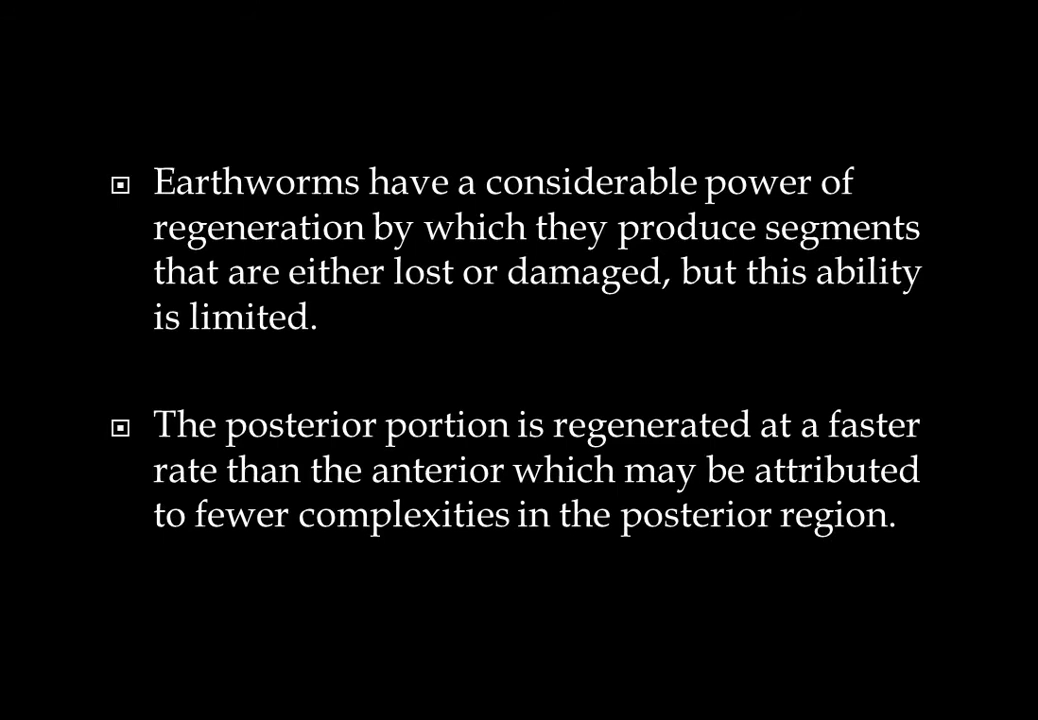 Earthworms have a considerable power of
regeneration by which they produce segments
that are either lost or damaged, but this ability
is limited.
The posterior portion is regenerated at a faster
rate than the anterior which may be attributed
to fewer complexities in the posterior region.